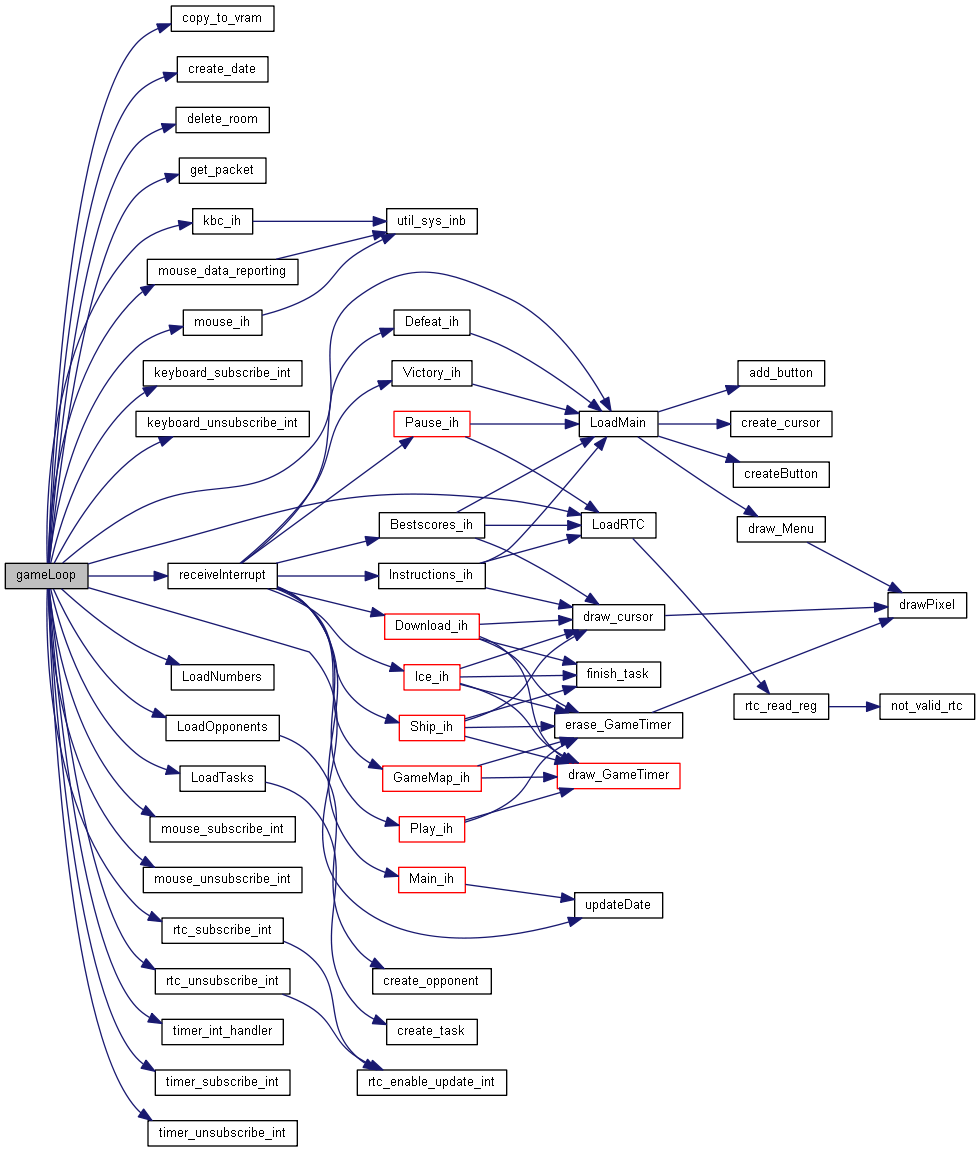 copy_to_vram
create_date
delete_room
get_packet
kbc_ih
util_sys_inb
mouse_data_reporting
mouse_ih
Defeat_ih
keyboard_subscribe_int
Victory_ih
add_button
keyboard_unsubscribe_int
Pause_ih
LoadMain
create_cursor
createButton
Bestscores_ih
LoadRTC
draw_Menu
gameLoop
receiveInterrupt
Instructions_ih
drawPixel
Download_ih
draw_cursor
LoadNumbers
Ice_ih
finish_task
rtc_read_reg
not_valid_rtc
LoadOpponents
Ship_ih
erase_GameTimer
LoadTasks
GameMap_ih
draw_GameTimer
mouse_subscribe_int
Play_ih
mouse_unsubscribe_int
Main_ih
updateDate
rtc_subscribe_int
rtc_unsubscribe_int
create_opponent
timer_int_handler
create_task
timer_subscribe_int
rtc_enable_update_int
timer_unsubscribe_int